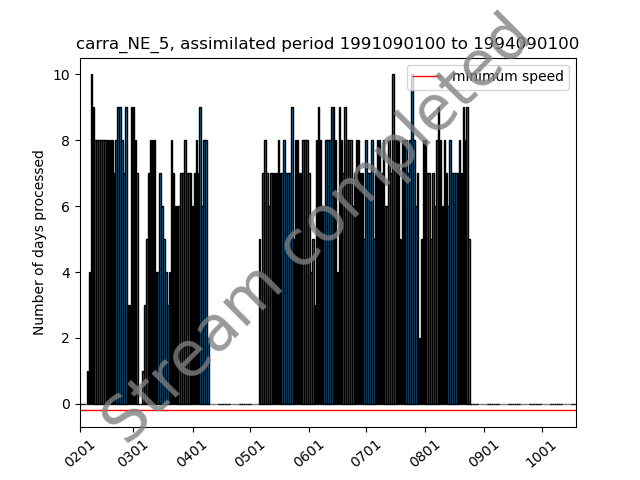 carra_NE_5, assimilated period 1991090100 to 1994090100
minimum speed
Stream completed
Number of days processed
10
8
6
4
2
0
0201 0301 0401 0501 0601 0701 0801 0901 1001